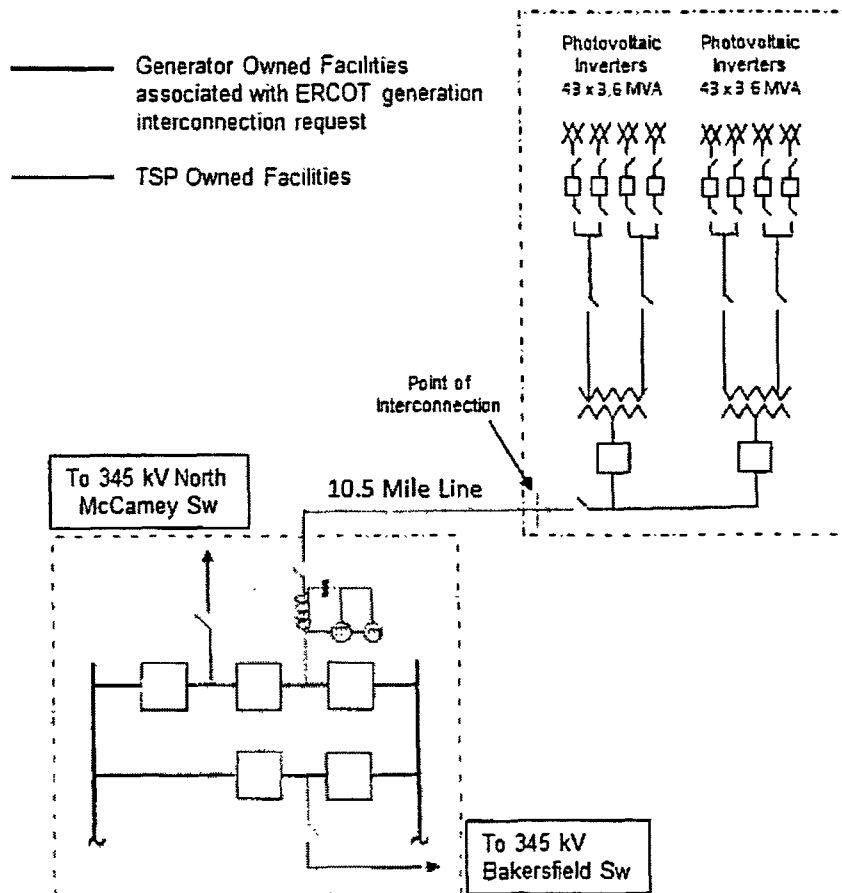 Generator Owned Facilities
associated with ERCOT generation
interconnection request
TSP Owned Facilities
Photovoltaic
Inverters
43 x 3.6 MVA
Photovoltaic
Inverters
43 x 3 6 MVA
Point of
Interconnection
10.5 Mile Line
To 345 kV North
McCamey Sw
To 345 kV
Bakersfield Sw